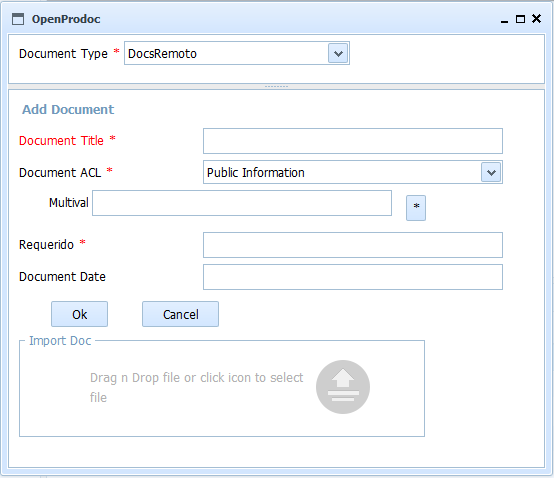 OpenProdoc
Document Type * DocsRemoto
Add Document
Document Title *
Document ACL * Public Information
Multival *
Requerido *
Document Date
Ok Cancel
Import Doc
Drag n Drop file or click icon to select
file